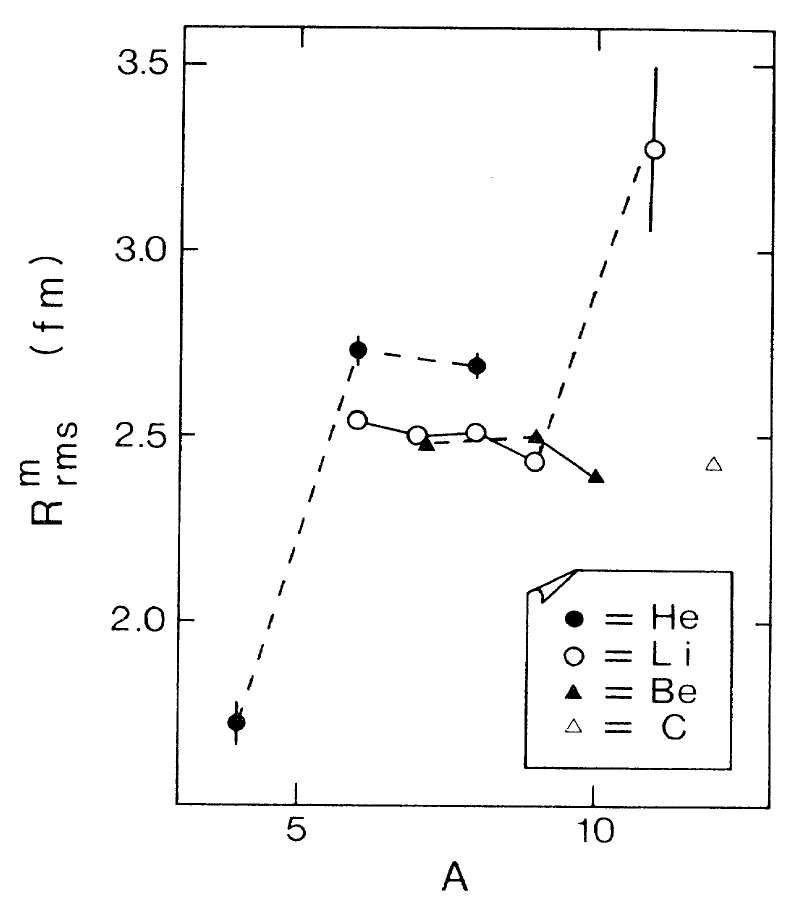 3.5
3.0
2.5
2.0
R^m_rms (fm)
5
10
A
● = He
○ = Li
▲ = Be
△ = C